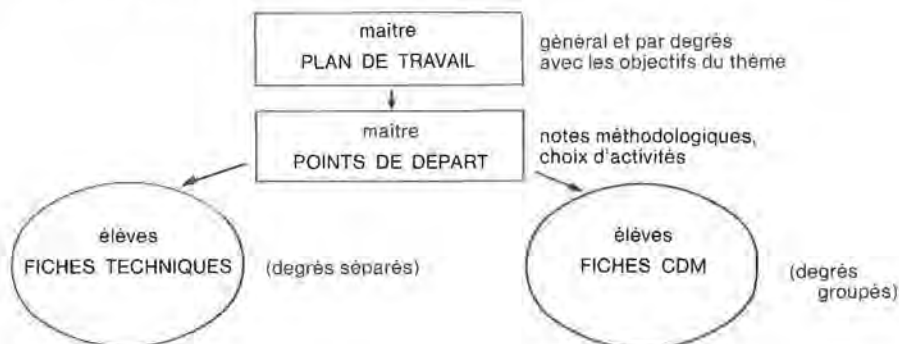 maître
PLAN DE TRAVAIL
général et par degrés
avec les objectifs du thème
maître
POINTS DE DÉPART
notes méthodologiques,
choix d'activités
élèves
FICHES TECHNIQUES
(degrés séparés)
élèves
FICHES CDM
(degrés
groupés)